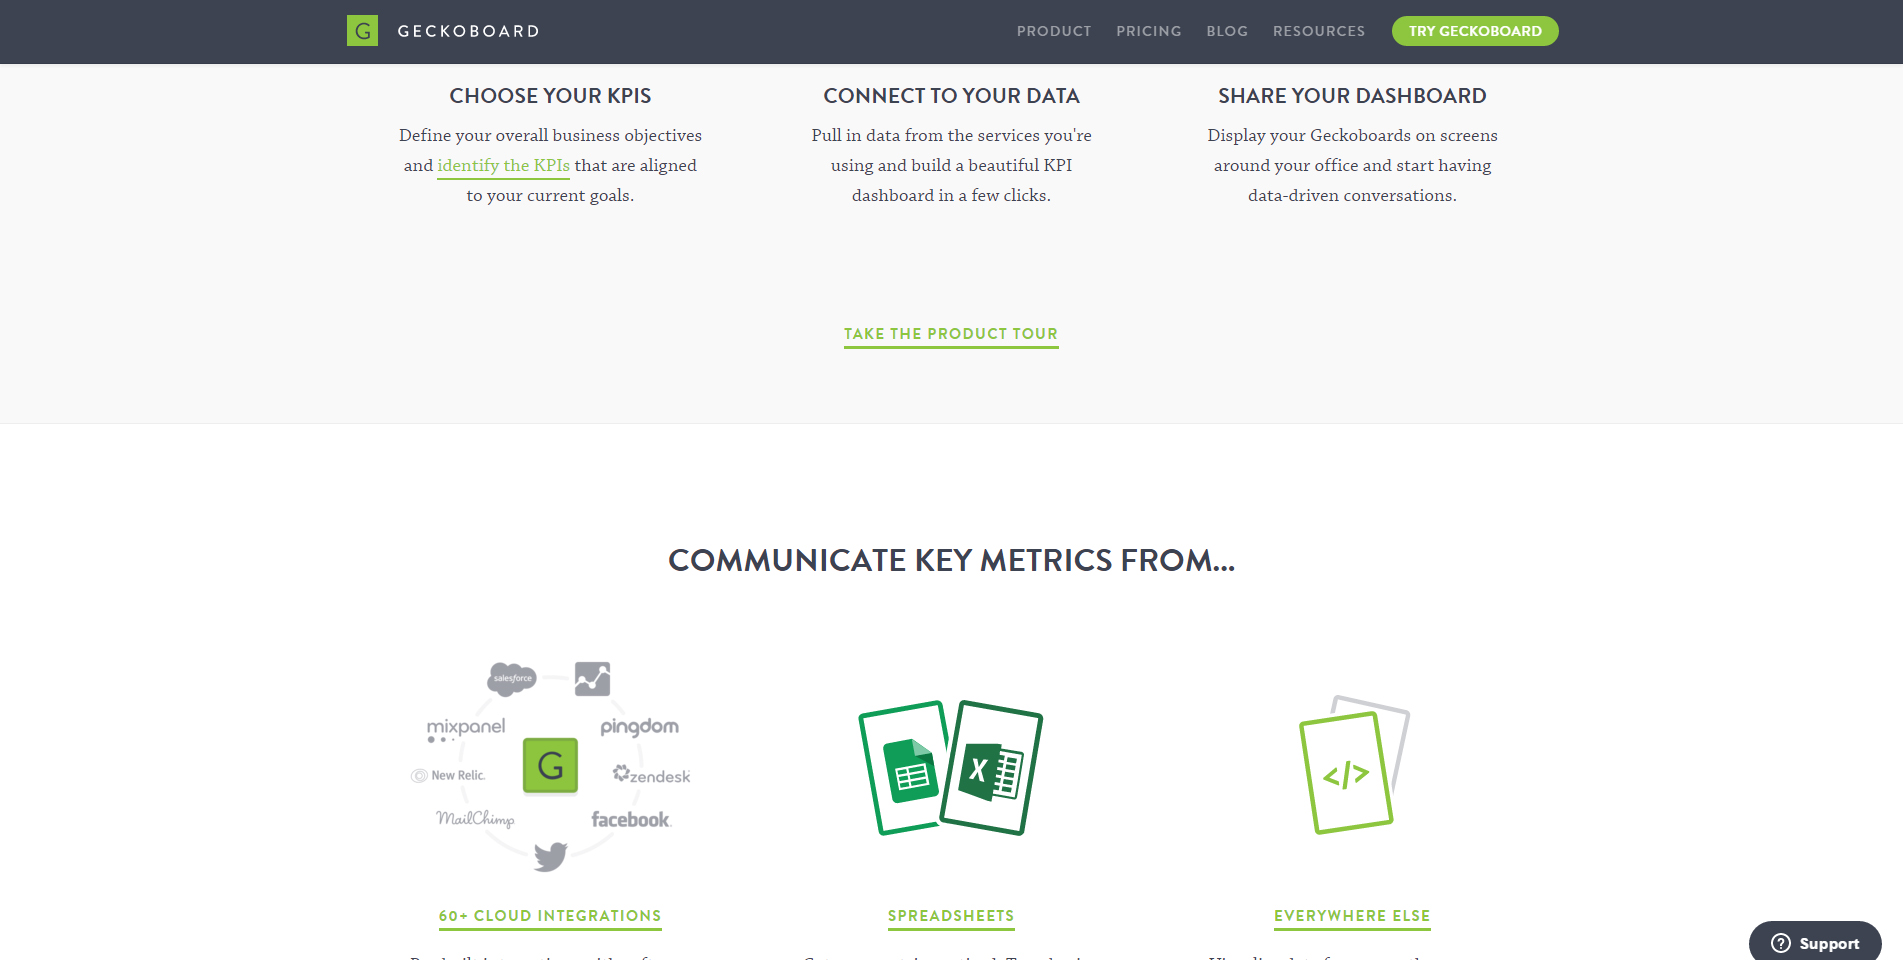 G GECKOBOARD
PRODUCT PRICING BLOG RESOURCES TRY GECKOBOARD
CHOOSE YOUR KPIS
Define your overall business objectives
and identify the KPIs that are aligned
to your current goals.
CONNECT TO YOUR DATA
Pull in data from the services you're
using and build a beautiful KPI
dashboard in a few clicks.
SHARE YOUR DASHBOARD
Display your Geckoboards on screens
around your office and start having
data-driven conversations.
TAKE THE PRODUCT TOUR
COMMUNICATE KEY METRICS FROM...
salesforce
mixpanel
pingdom
New Relic.
G
zendesk
MailChimp
facebook
X
</>
60+ CLOUD INTEGRATIONS
SPREADSHEETS
EVERYWHERE ELSE
Support